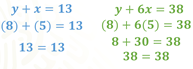 y + x = 13
(8) + (5) = 13
13 = 13
y + 6x = 38
(8) + 6(5) = 38
8 + 30 = 38
38 = 38